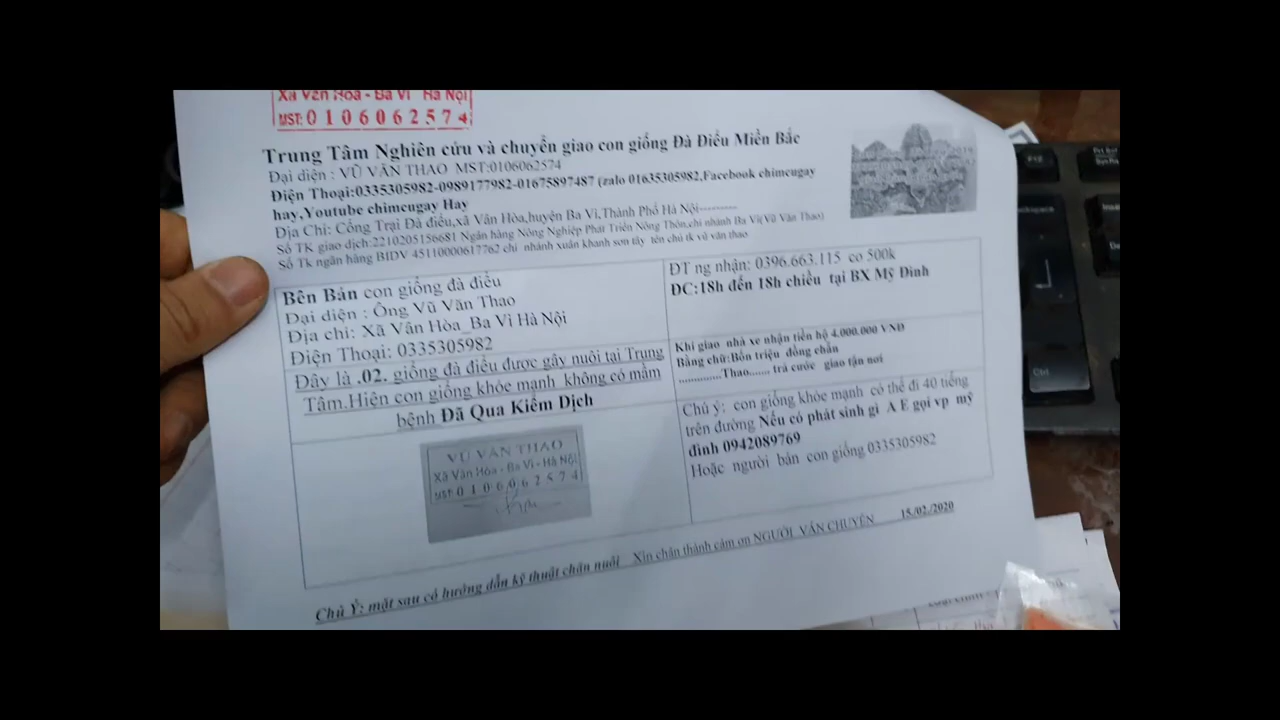 Xã Vân Hòa - Ba Vì Hà Nội
MST: 0 1 0 6 0 6 2 5 7 4
Trung Tâm Nghiên cứu và chuyển giao con giống Đà Điểu Miền Bắc
Đại diện : VŨ VĂN THAO MST:0106062574
Điện Thoại:0335305982-0989177982-01675897487 (zalo 01635305982,Facebook chimcugay
hay,Youtube chimcugay Hay
Địa Chỉ: Cổng Trại Đà điểu,xã Vân Hòa,huyện Ba Vì,Thành Phố Hà Nội---------
Số TK giao dịch:2210205156681 Ngân hàng Nông Nghiệp Phát Triển Nông Thôn,chi nhánh Ba Vì(Vũ Văn Thao)
Số Tk ngân hàng BIDV 45110000617762 chi nhánh xuân khanh sơn tây tên chủ tk vũ văn thao
Bên Bán con giống đà điểu
Đại diện : Ông Vũ Văn Thao
Địa chỉ: Xã Vân Hòa_Ba Vì Hà Nội
Điện Thoại: 0335305982
Đây là .02. giống đà điểu được gây nuôi tại Trung
Tâm.Hiện con giống khỏe mạnh không có mầm
bệnh Đã Qua Kiểm Dịch
VŨ VĂN THAO
Xã Vân Hòa - Ba Vì - Hà Nội
MST: 0 1 0 6 0 6 2 5 7 4
ĐT ng nhận: 0396.663.115 co 500k
ĐC:18h đến 18h chiều tại BX Mỹ Đình
Khi giao nhà xe nhận tiền hộ 4.000.000 VNĐ
Bằng chữ:Bốn triệu đồng chẵn
.............Thao....... trả cước giao tận nơi
Chú ý: con giống khỏe mạnh có thể đi 40 tiếng
trên đường Nếu có phát sinh gì A E gọi vp mỹ
đình 0942089769
Hoặc người bán con giống 0335305982
Chú Ý: mặt sau có hướng dẫn kỹ thuật chăn nuôi Xin chân thành cảm ơn NGƯỜI VẬN CHUYỂN 15./02./2020